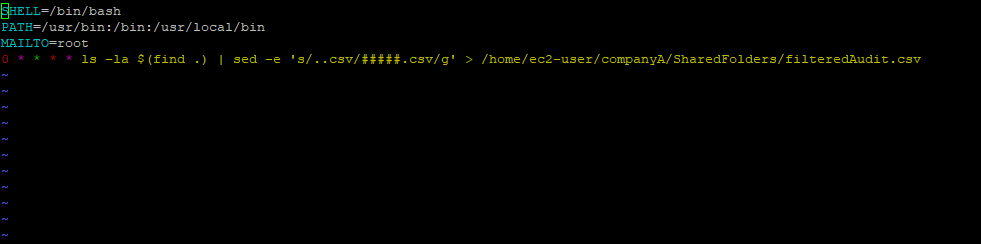 SHELL=/bin/bash
PATH=/usr/bin:/bin:/usr/local/bin
MAILTO=root
0 * * * * ls -la $(find .) | sed -e 's/..csv/#####.csv/g' > /home/ec2-user/companyA/SharedFolders/filteredAudit.csv
~
~
~
~
~
~
~
~
~
~
~